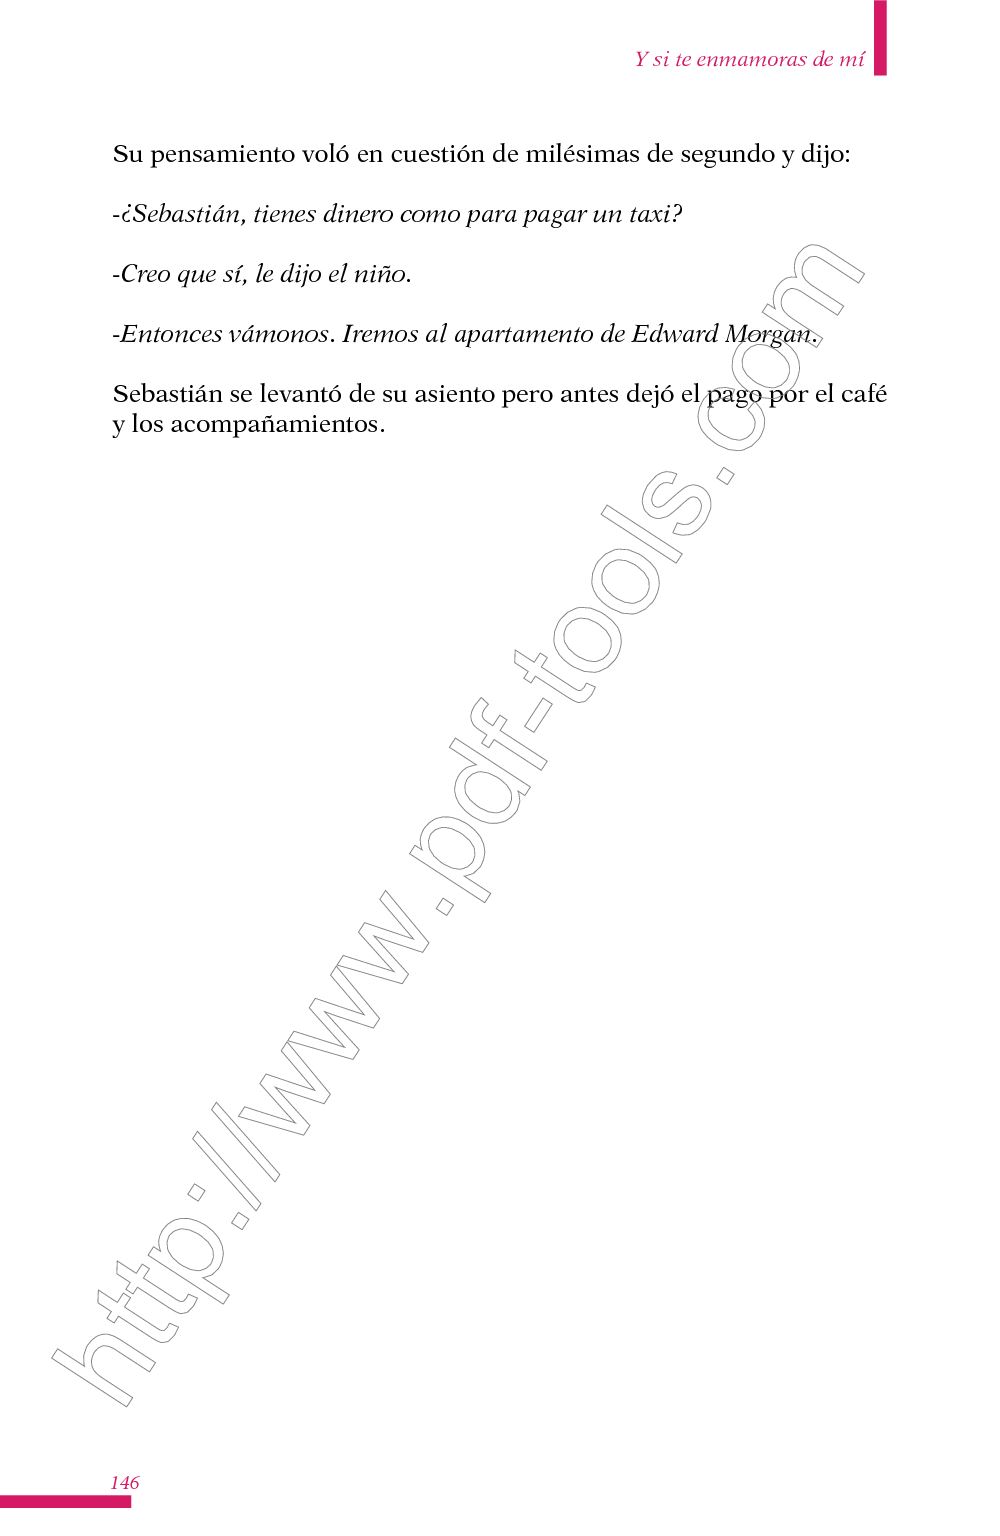 Y si te enmamoras de mí
Su pensamiento voló en cuestión de milésimas de segundo y dijo:
-¿Sebastián, tienes dinero como para pagar un taxi?
-Creo que sí, le dijo el niño.
-Entonces vámonos. Iremos al apartamento de Edward Morgan.
Sebastián se levantó de su asiento pero antes dejó el pago por el café
y los acompañamientos.
http://www.pdf-tools.com
146